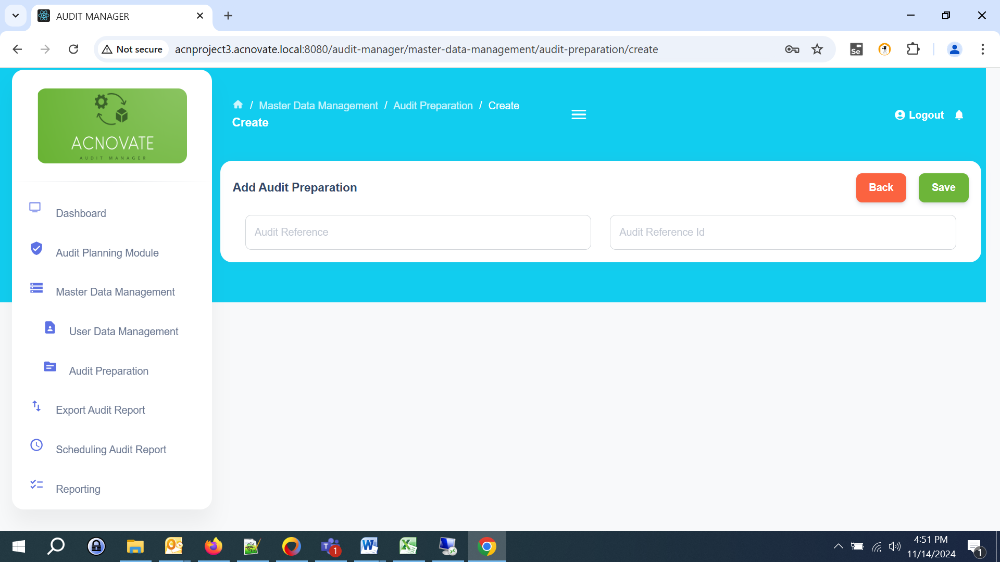 AUDIT MANAGER
Not secure acnproject3.acnovate.local:8080/audit-manager/master-data-management/audit-preparation/create
Se
ACNOVATE
AUDIT MANAGER
/ Master Data Management / Audit Preparation / Create
Create
Logout
Add Audit Preparation
Back
Save
Audit Reference
Audit Reference Id
Dashboard
Audit Planning Module
Master Data Management
User Data Management
Audit Preparation
Export Audit Report
Scheduling Audit Report
Reporting
1
4:51 PM
11/14/2024
1